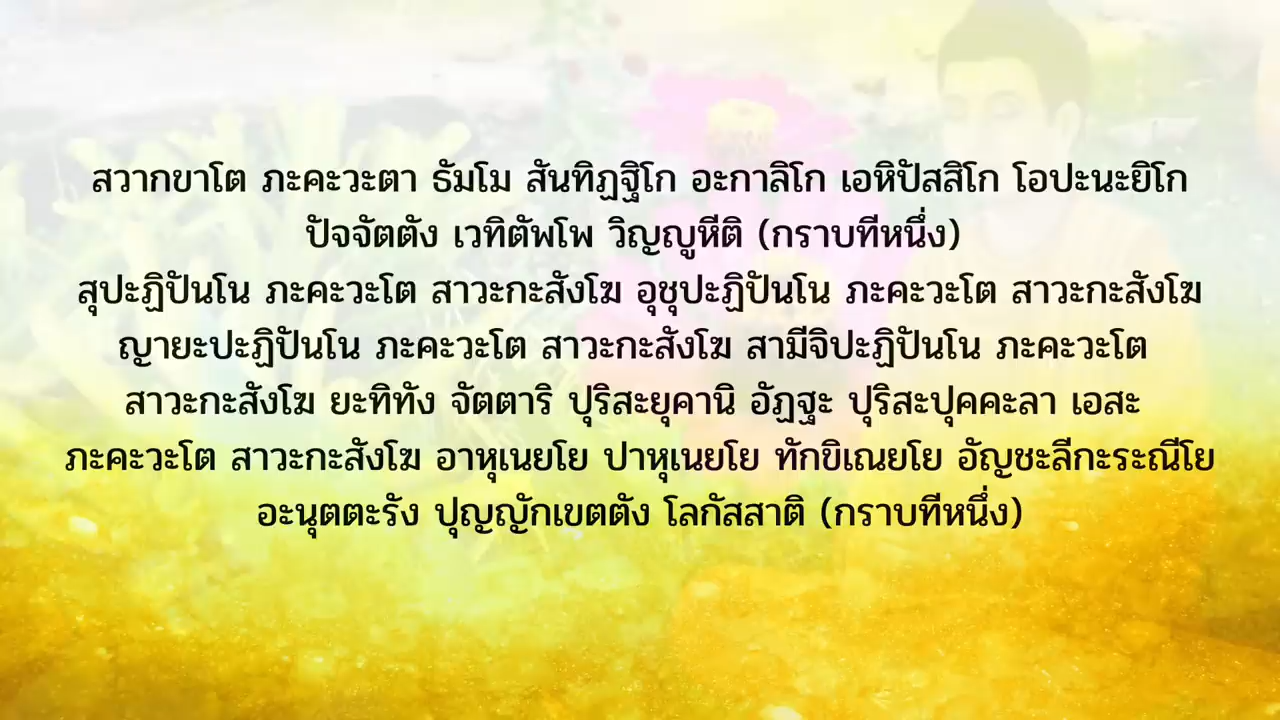 สวากขาโต ภะคะวะตา ธัมโม สันทิฏฐิโก อะกาลิโก เอหิปัสสิโก โอปะนะยิโก
ปัจจัตตัง เวทิตัพโพ วิญญูหีติ (กราบทีหนึ่ง)
สุปะฏิปันโน ภะคะวะโต สาวะกะสังโฆ อุชุปะฏิปันโน ภะคะวะโต สาวะกะสังโฆ
ญายะปะฏิปันโน ภะคะวะโต สาวะกะสังโฆ สามีจิปะฏิปันโน ภะคะวะโต
สาวะกะสังโฆ ยะทิทัง จัตตาริ ปุริสะยุคานิ อัฏฐะ ปุริสะปุคคะลา เอสะ
ภะคะวะโต สาวะกะสังโฆ อาหุเนยโย ปาหุเนยโย ทักขิเณยโย อัญชะลีกะระณีโย
อะนุตตะรัง ปุญญักเขตตัง โลกัสสาติ (กราบทีหนึ่ง)